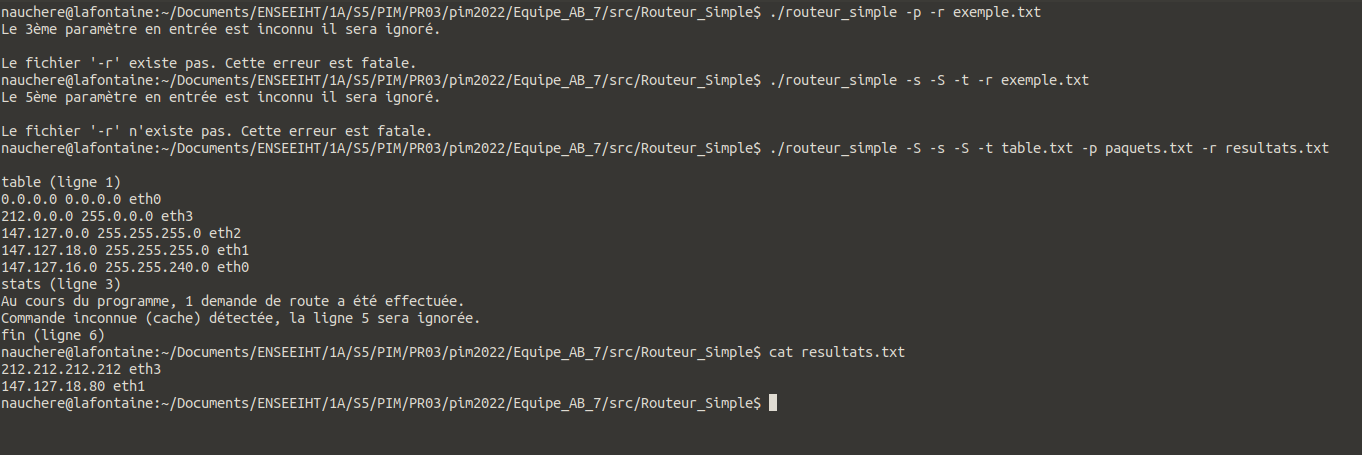 nauchere@lafontaine:~/Documents/ENSEEIHT/1A/S5/PIM/PR03/pim2022/Equipe_AB_7/src/Routeur_Simple$ ./routeur_simple -p -r exemple.txt
Le 3ème paramètre en entrée est inconnu il sera ignoré.
Le fichier '-r' existe pas. Cette erreur est fatale.
nauchere@lafontaine:~/Documents/ENSEEIHT/1A/S5/PIM/PR03/pim2022/Equipe_AB_7/src/Routeur_Simple$ ./routeur_simple -s -S -t -r exemple.txt
Le 5ème paramètre en entrée est inconnu il sera ignoré.
Le fichier '-r' n'existe pas. Cette erreur est fatale.
nauchere@lafontaine:~/Documents/ENSEEIHT/1A/S5/PIM/PR03/pim2022/Equipe_AB_7/src/Routeur_Simple$ ./routeur_simple -S -s -S -t table.txt -p paquets.txt -r resultats.txt
table (ligne 1)
0.0.0.0 0.0.0.0 eth0
212.0.0.0 255.0.0.0 eth3
147.127.0.0 255.255.255.0 eth2
147.127.18.0 255.255.255.0 eth1
147.127.16.0 255.255.240.0 eth0
stats (ligne 3)
Au cours du programme, 1 demande de route a été effectuée.
Commande inconnue (cache) détectée, la ligne 5 sera ignorée.
fin (ligne 6)
nauchere@lafontaine:~/Documents/ENSEEIHT/1A/S5/PIM/PR03/pim2022/Equipe_AB_7/src/Routeur_Simple$ cat resultats.txt
212.212.212.212 eth3
147.127.18.80 eth1
nauchere@lafontaine:~/Documents/ENSEEIHT/1A/S5/PIM/PR03/pim2022/Equipe_AB_7/src/Routeur_Simple$